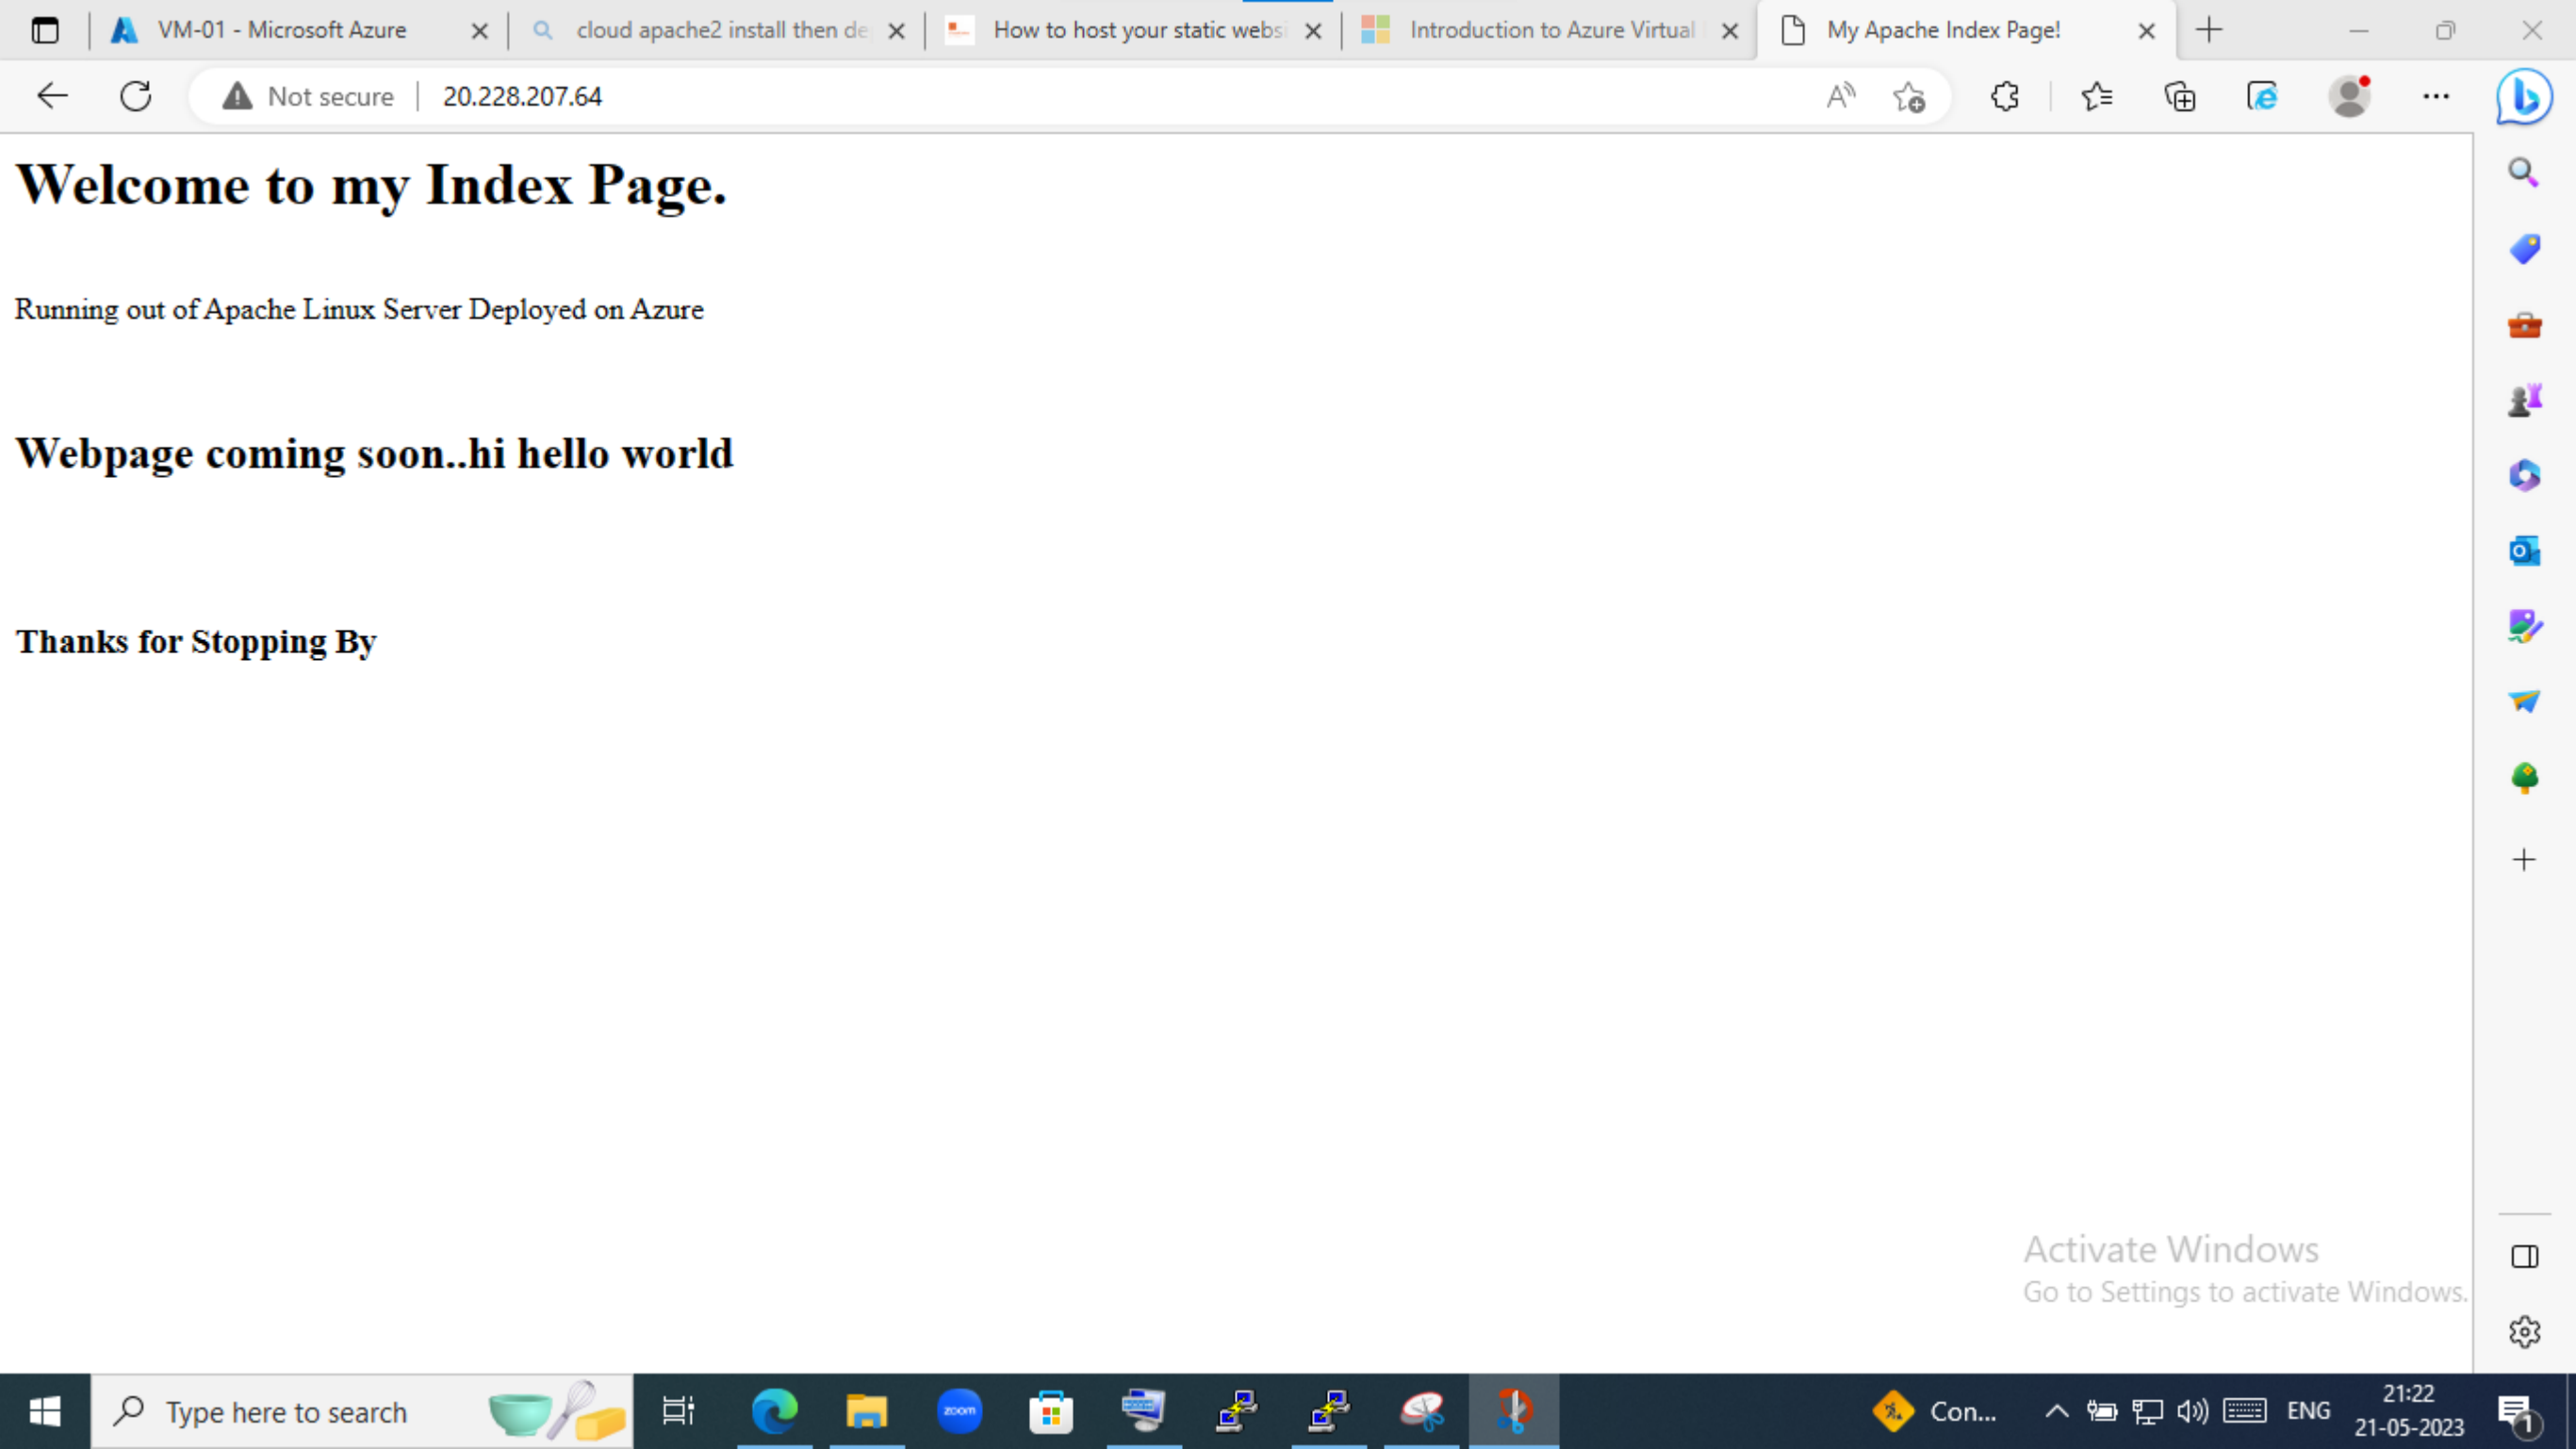 VM-01 - Microsoft Azure
cloud apache2 install then de
How to host your static websi
Introduction to Azure Virtual
My Apache Index Page!
Not secure
20.228.207.64
Welcome to my Index Page.
Running out of Apache Linux Server Deployed on Azure
Webpage coming soon..hi hello world
Thanks for Stopping By
Activate Windows
Go to Settings to activate Windows.
Type here to search
zoom
Con...
ENG
21:22
21-05-2023
1